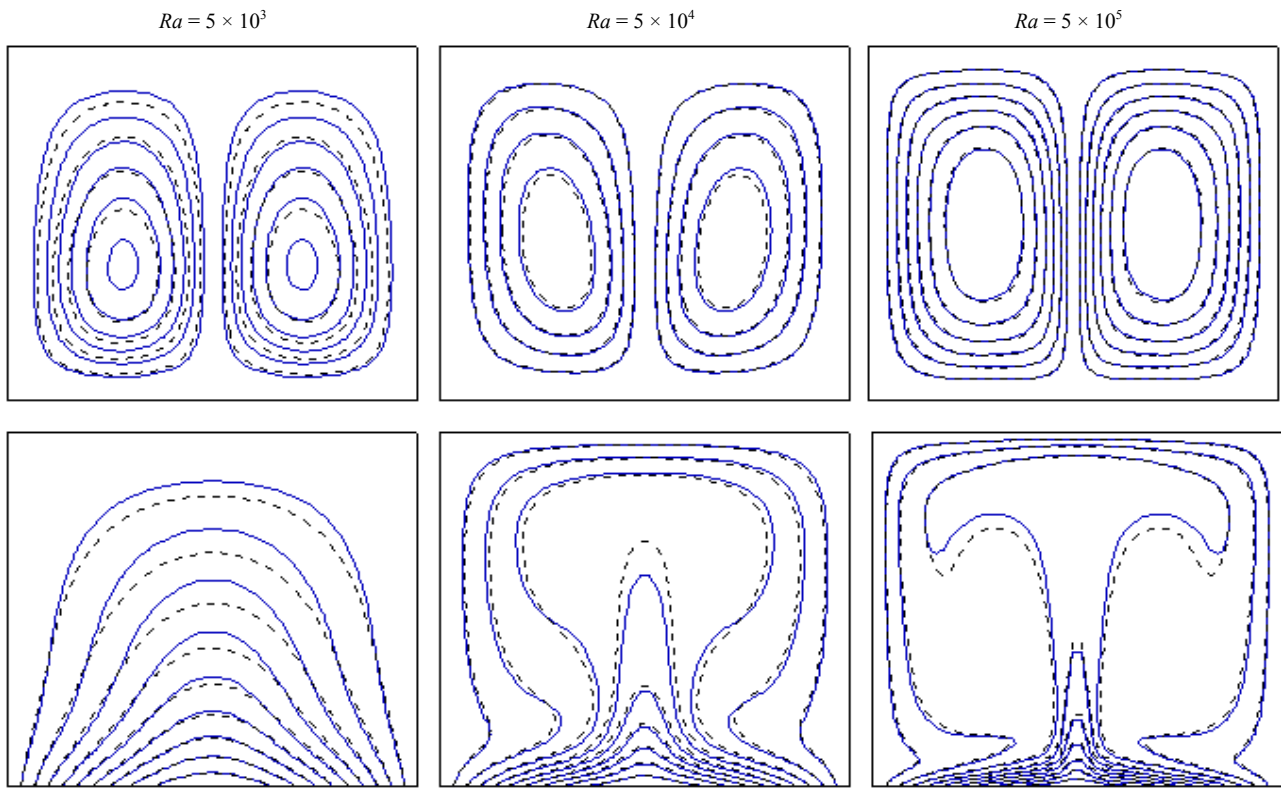 Ra = 5 × 10³
Ra = 5 × 10⁴
Ra = 5 × 10⁵